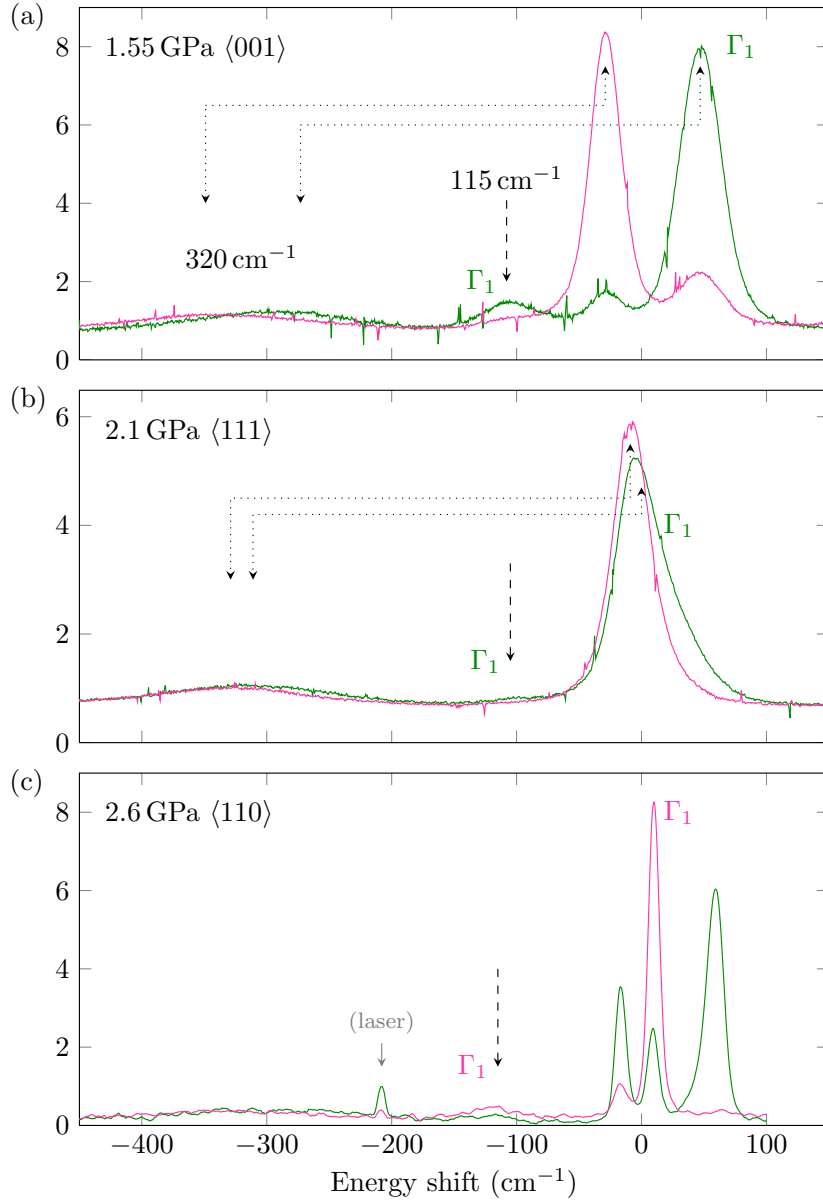 (a)
1.55 GPa ⟨001⟩
Γ₁
115 cm⁻¹
320 cm⁻¹
Γ₁
8
6
4
2
0
(b)
2.1 GPa ⟨111⟩
Γ₁
Γ₁
6
4
2
0
(c)
2.6 GPa ⟨110⟩
Γ₁
(laser)
Γ₁
8
6
4
2
0
−400 −300 −200 −100 0 100
Energy shift (cm⁻¹)